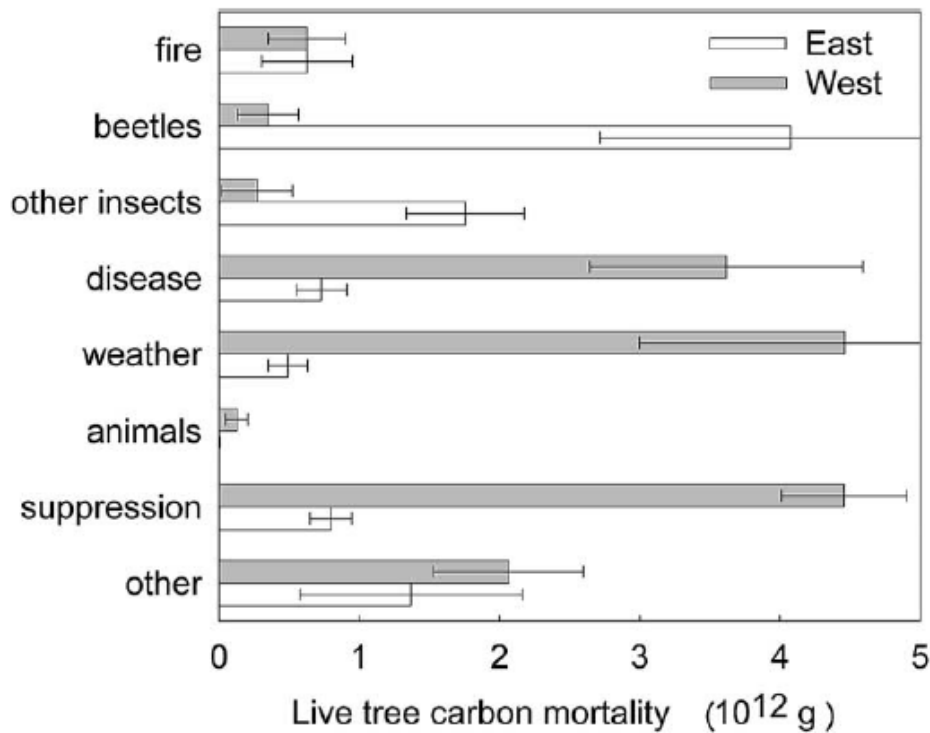 fire
beetles
other insects
disease
weather
animals
suppression
other
East
West
0 1 2 3 4 5
Live tree carbon mortality (10¹² g)